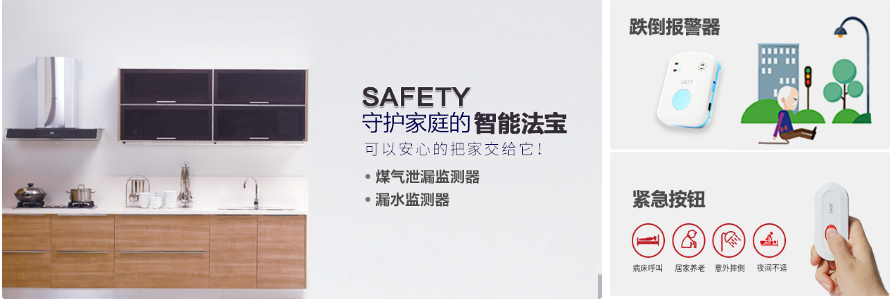 SAFETY
守护家庭的智能法宝
可以安心的把家交给它!
• 煤气泄漏监测器
• 漏水监测器
跌倒报警器
紧急按钮
病床呼叫 居家养老 意外摔倒 夜间不适